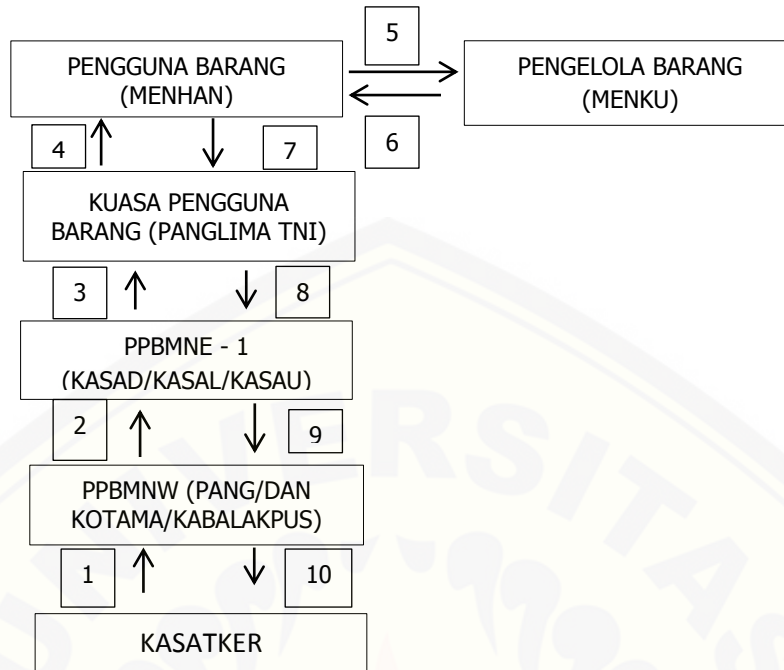 5
PENGGUNA BARANG
(MENHAN)
PENGELOLA BARANG
(MENKU)
4
7
6
KUASA PENGGUNA
BARANG (PANGLIMA TNI)
3
8
PPBMNE - 1
(KASAD/KASAL/KASAU)
2
9
PPBMNW (PANG/DAN
KOTAMA/KABALAKPUS)
1
10
KASATKER
UNIVERSITAS